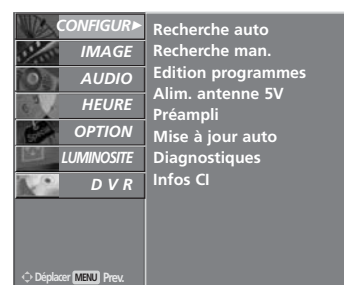 CONFIGUR►
IMAGE
AUDIO
HEURE
OPTION
LUMINOSITE
D V R
Recherche auto
Recherche man.
Edition programmes
Alim. antenne 5V
Préampli
Mise à jour auto
Diagnostiques
Infos CI
Déplacer MENU Prev.